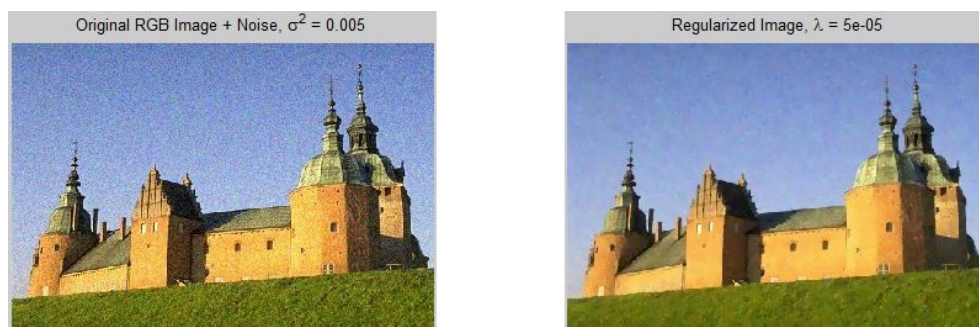 Original RGB Image + Noise, σ² = 0.005
Regularized Image, λ = 5e-05